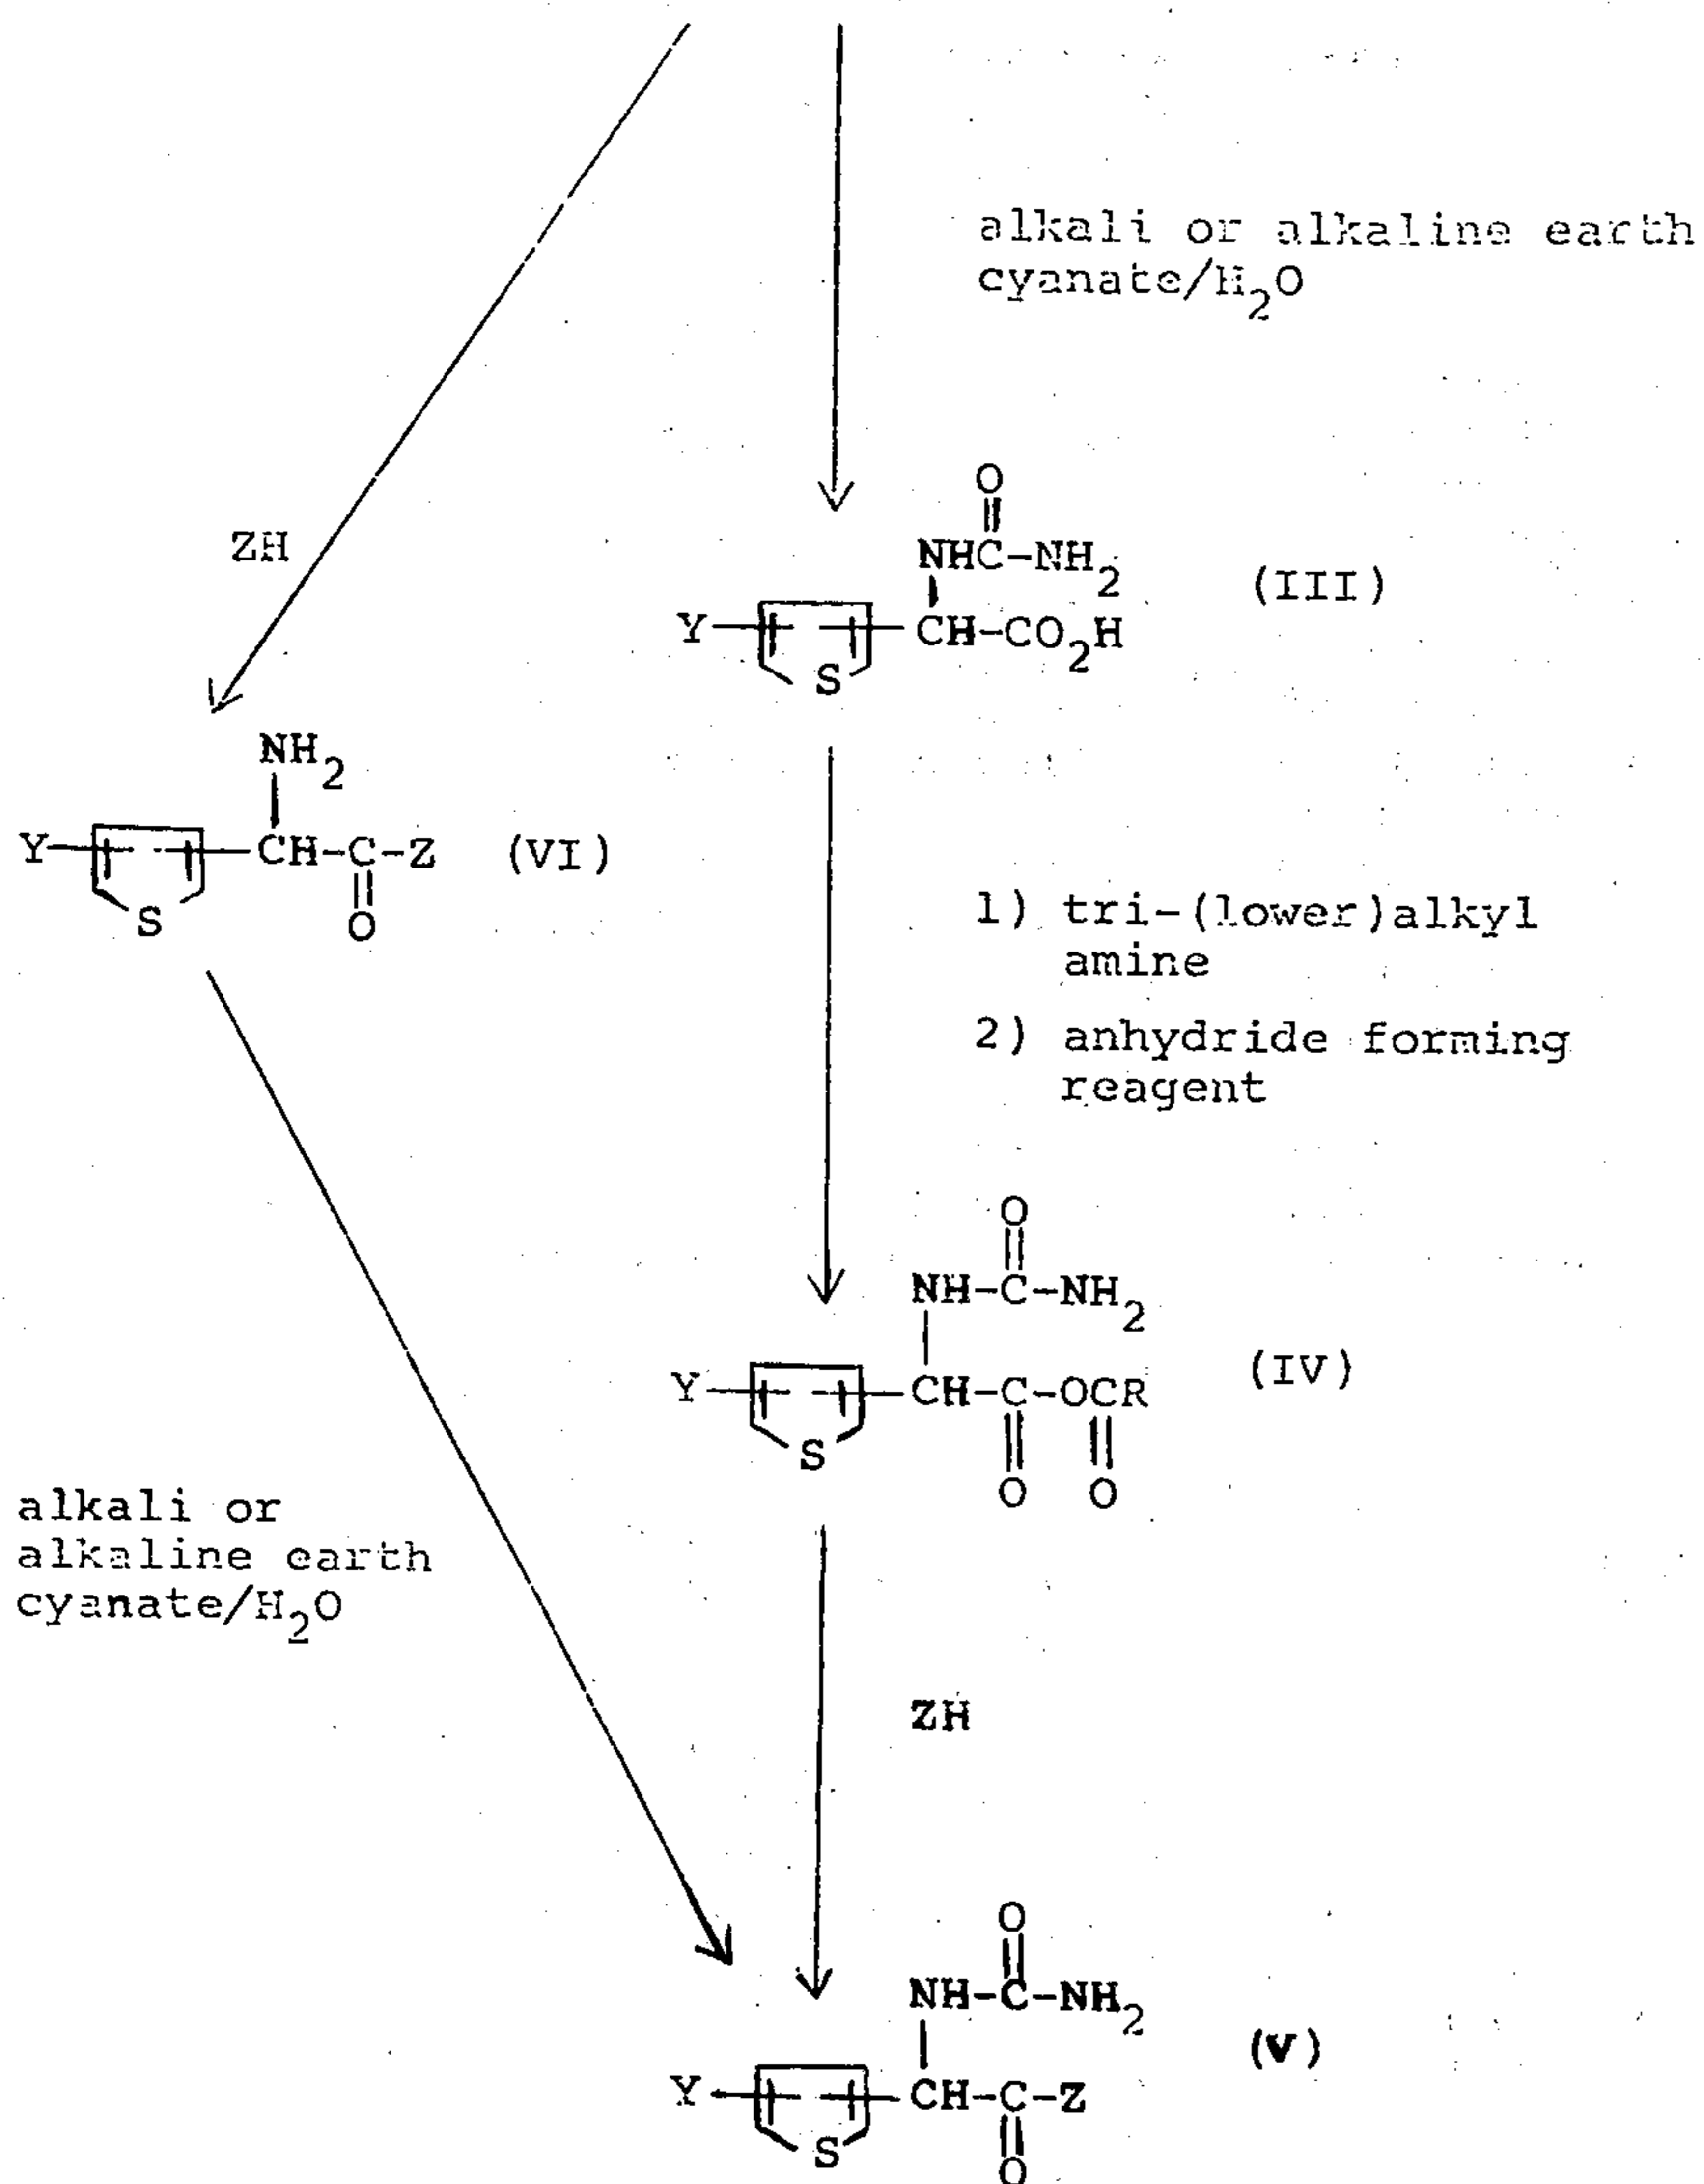 alkali or alkaline earth
cyanate/H2O
ZH
O
NHC-NH2
(III)
Y
CH-CO2H
S
NH2
Y
CH-C-Z
(VI)
S
O
1) tri-(lower)alkyl
amine
2) anhydride forming
reagent
O
NH-C-NH2
(IV)
Y
CH-C-OCR
S
O
O
alkali or
alkaline earth
cyanate/H2O
ZH
O
NH-C-NH2
(V)
Y
CH-C-Z
S
O